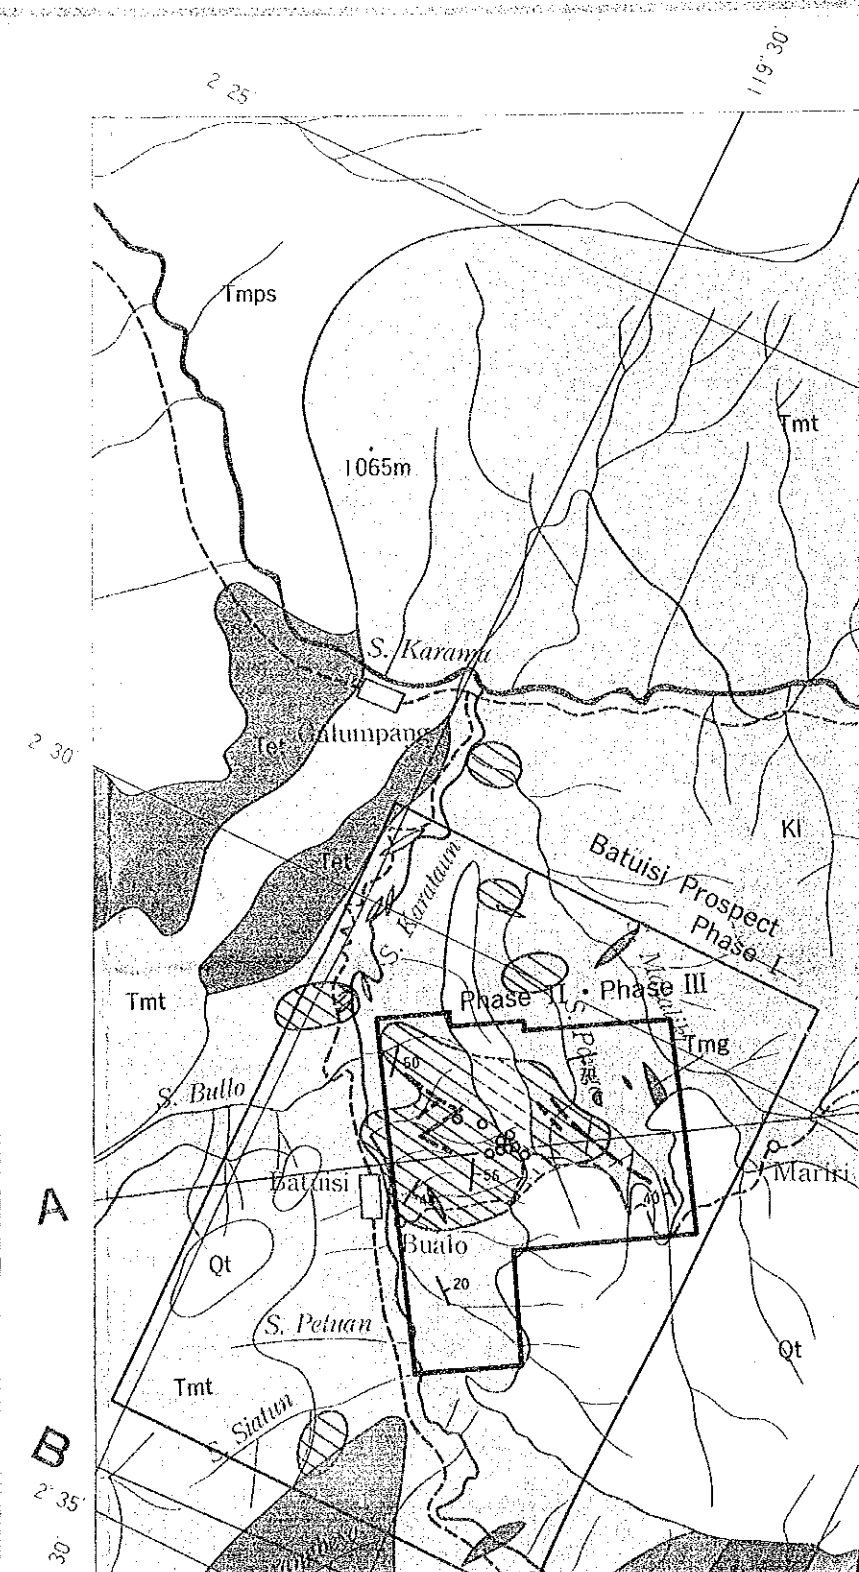 2 25'
119° 30'
Tmps
Tmt
1065m
S. Karama
Galumpang
Tet
2 30'
Kl
Tet
S. Karataun
Batuisi Prospect
Phase I
Tmt
Phase II • Phase III
Tmg
50
70
S. Bullo
Mariri
Batuisi
A
55
40
Bualo
Qt
20
S. Peluan
Qt
Tmt
S. Siatun
B
2° 35'
30'